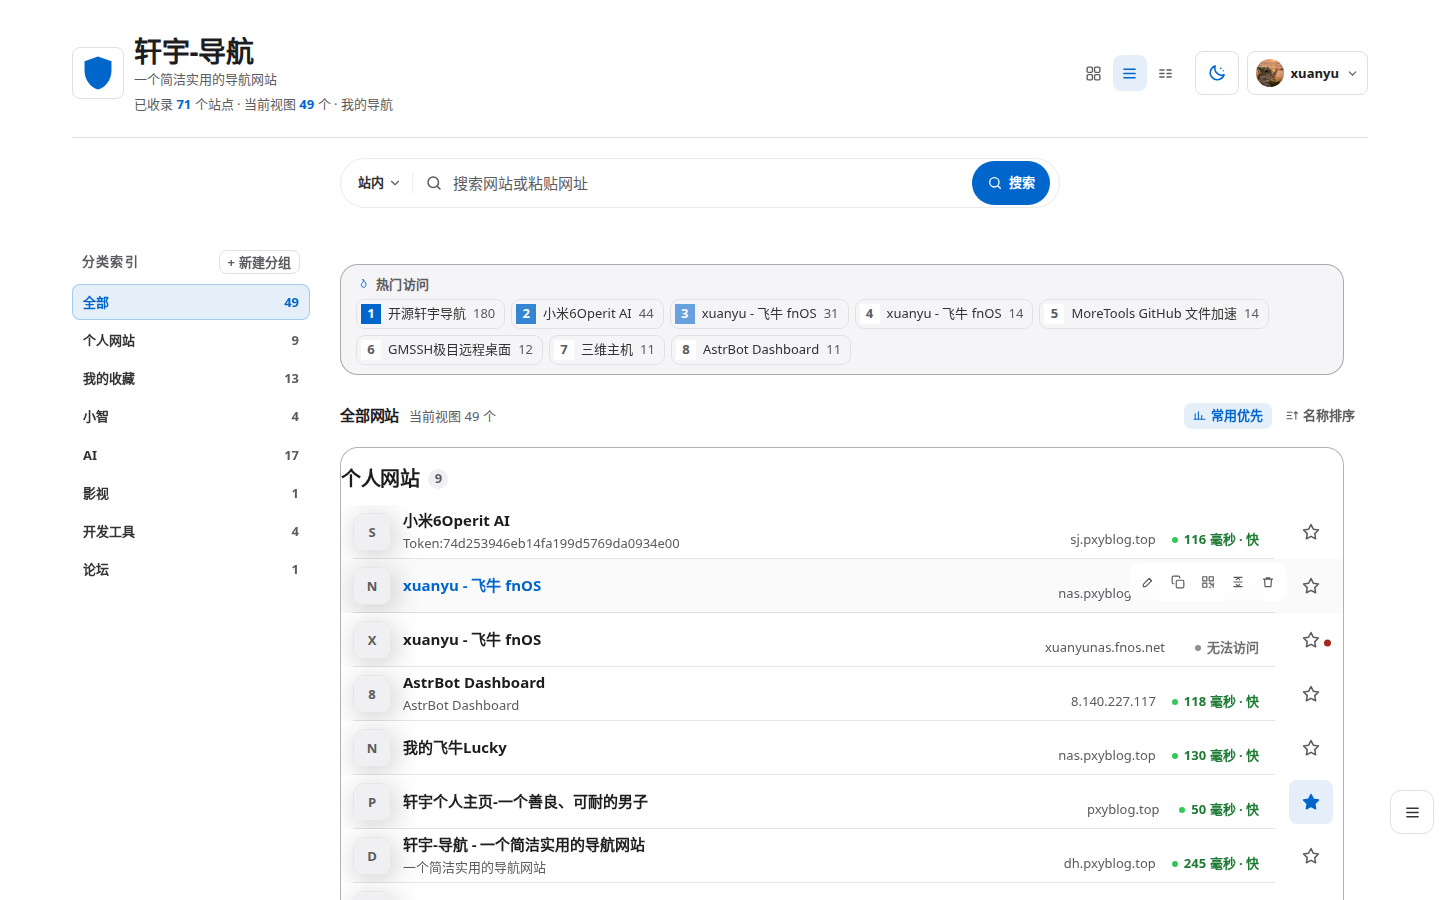 轩宇-导航
一个简洁实用的导航网站
已收录 71 个站点 · 当前视图 49 个 · 我的导航
xuanyu
站内
搜索网站或粘贴网址
搜索
分类索引
+ 新建分组
全部 49
个人网站 9
我的收藏 13
小智 4
AI 17
影视 1
开发工具 4
论坛 1
热门访问
1 开源轩宇导航 180
2 小米6Operit AI 44
3 xuanyu - 飞牛 fnOS 31
4 xuanyu - 飞牛 fnOS 14
5 MoreTools GitHub 文件加速 14
6 GMSSH极目远程桌面 12
7 三维主机 11
8 AstrBot Dashboard 11
全部网站 当前视图 49 个
常用优先
名称排序
个人网站 9
S
小米6Operit AI
Token:74d253946eb14fa199d5769da0934e00
sj.pxyblog.top
116 毫秒 · 快
N
xuanyu - 飞牛 fnOS
nas.pxyblog
X
xuanyu - 飞牛 fnOS
xuanyunas.fnos.net
无法访问
8
AstrBot Dashboard
AstrBot Dashboard
8.140.227.117
118 毫秒 · 快
N
我的飞牛Lucky
nas.pxyblog.top
130 毫秒 · 快
P
轩宇个人主页-一个善良、可耐的男子
pxyblog.top
50 毫秒 · 快
D
轩宇-导航 - 一个简洁实用的导航网站
一个简洁实用的导航网站
dh.pxyblog.top
245 毫秒 · 快